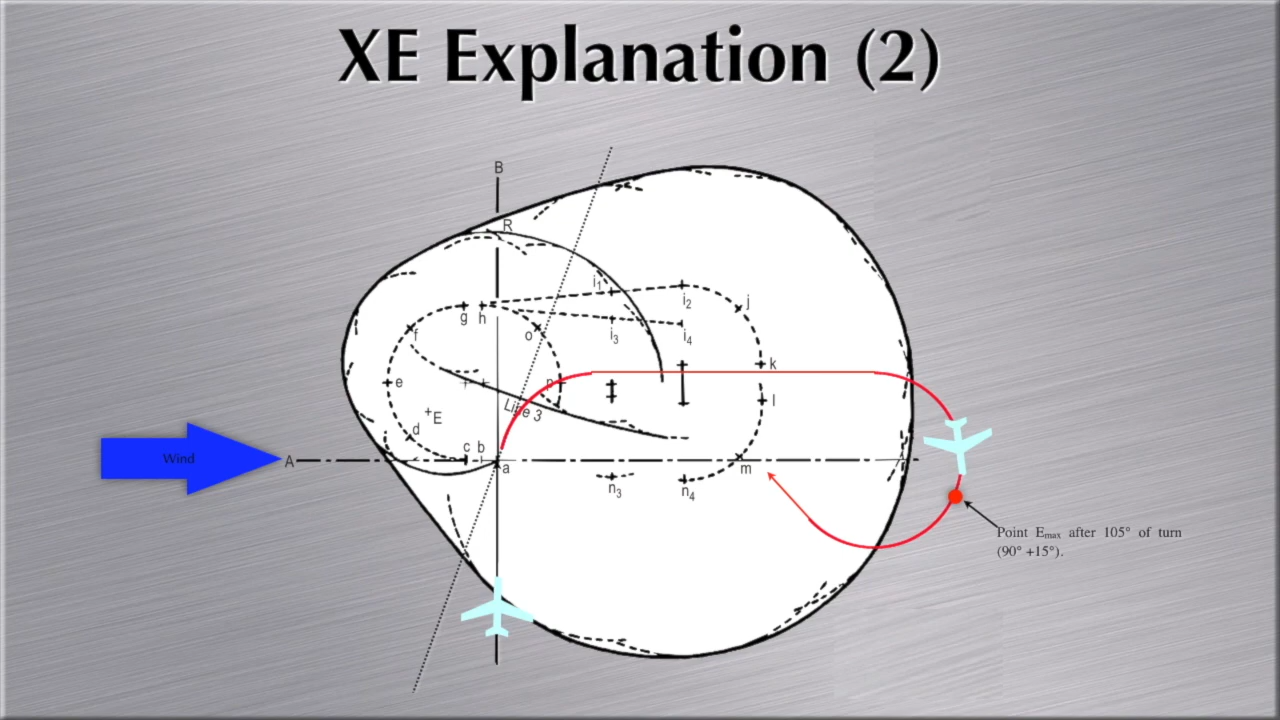 XE Explanation (2)
B
R
i1
i2
j
g h
o
i3
i4
f
k
e
p
l
Line 3
E
d
c b
Wind
A
a
m
n3
n4
Point Emax after 105° of turn
(90° +15°).